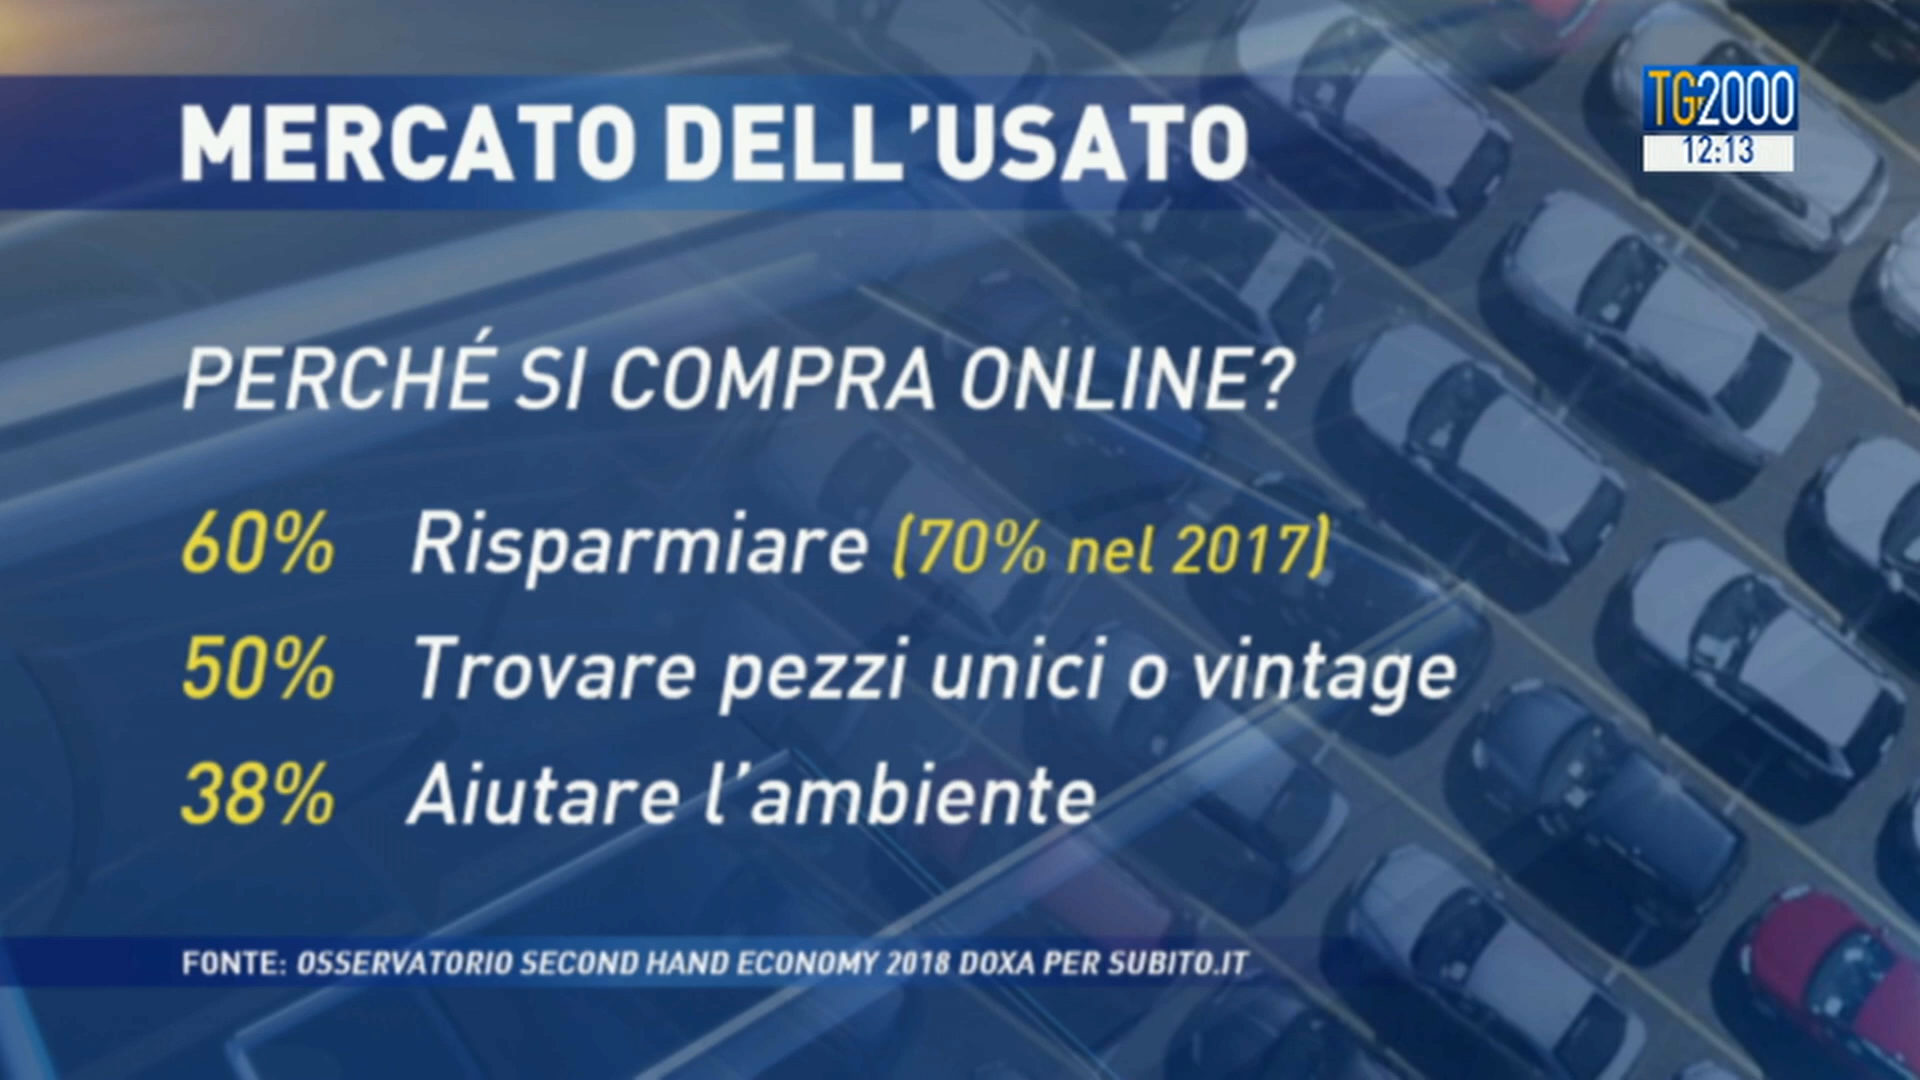 MERCATO DELL'USATO
TG2000
12:13
PERCHÉ SI COMPRA ONLINE?
60% Risparmiare (70% nel 2017)
50% Trovare pezzi unici o vintage
38% Aiutare l'ambiente
FONTE: OSSERVATORIO SECOND HAND ECONOMY 2018 DOXA PER SUBITO.IT